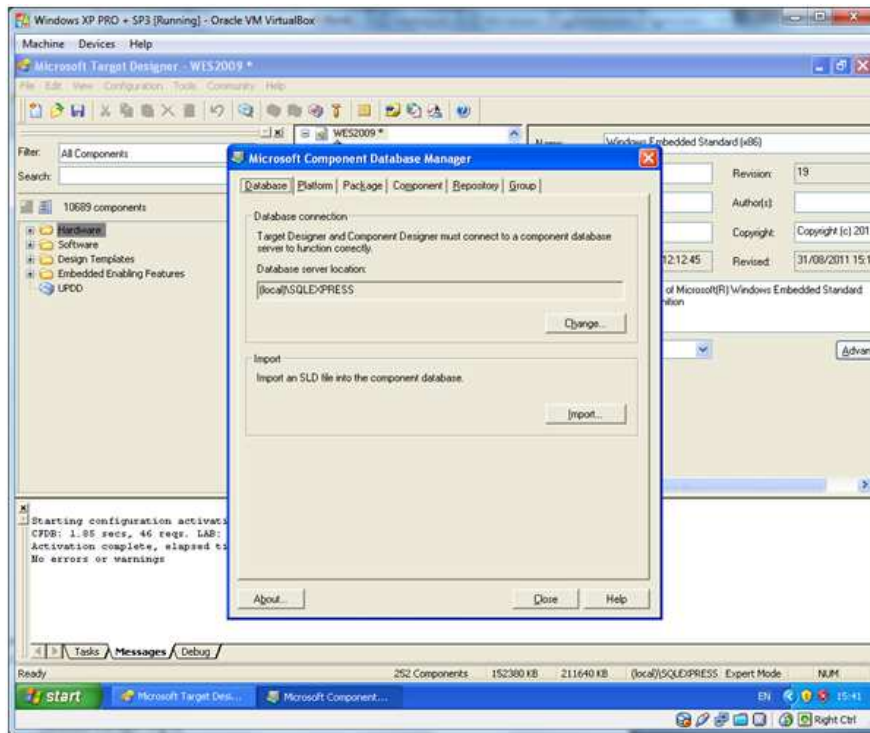 Windows XP PRO + SP3 [Running] - Oracle VM VirtualBox
Machine Devices Help
Microsoft Target Designer - WES2009 *
File Edit View Configuration Tools Community Help
WES2009 *
Filter: All Components
Search:
10689 components
Hardware
Software
Design Templates
Embedded Enabling Features
UPDD
Name:
Windows Embedded Standard (x86)
Revision: 19
Author(s):
Copyright: Copyright (c) 201
12:12:45 Revised: 31/08/2011 15:1
of Microsoft(R) Windows Embedded Standard
Advan
Microsoft Component Database Manager
Database Platform Package Component Repository Group
Database connection
Target Designer and Component Designer must connect to a component database
server to function correctly.
Database server location:
(local)\SQLEXPRESS
Change...
Import
Import an SLD file into the component database.
Import...
About... Close Help
Starting configuration activati
CFDB: 1.85 secs, 46 reqs. LAB:
Activation complete, elapsed ti
No errors or warnings
Tasks Messages Debug
Ready 252 Components 152380 KB 211640 KB (local)\SQLEXPRESS Expert Mode NUM
start Microsoft Target Desi... Microsoft Component... EN 15:41
Right Ctrl